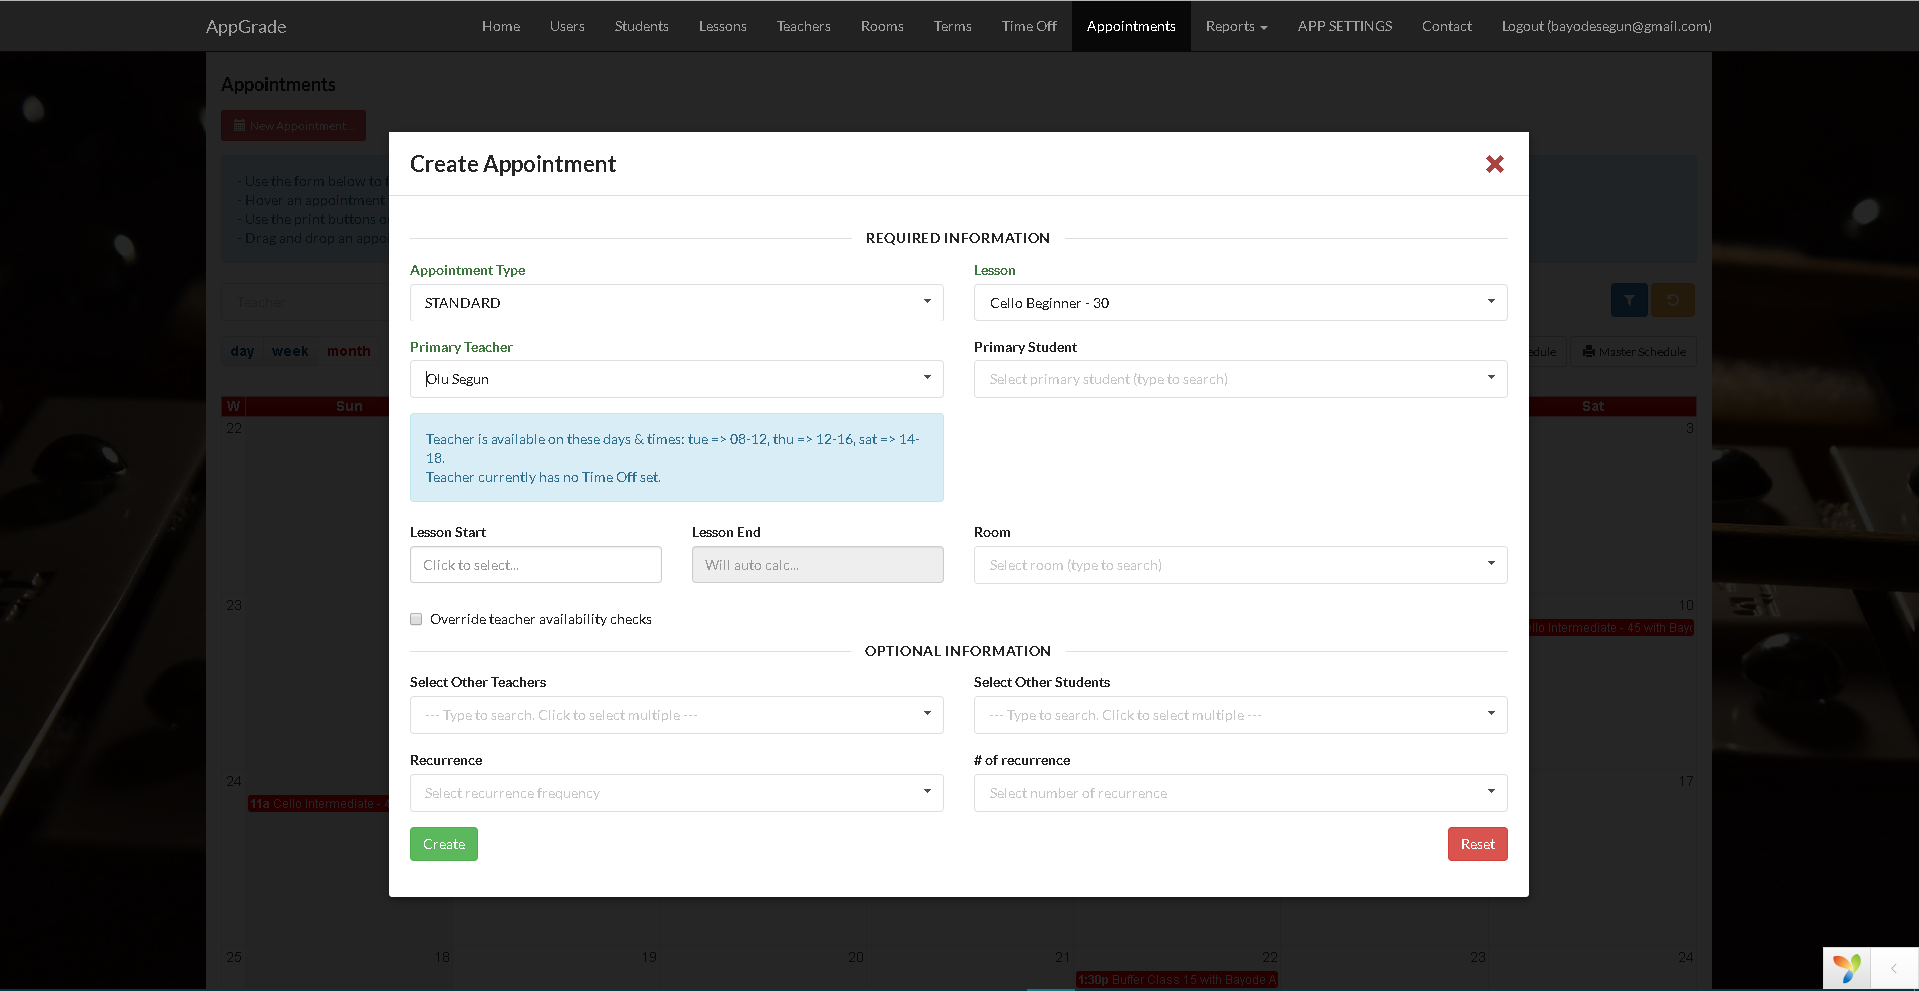 AppGrade
Home Users Students Lessons Teachers Rooms Terms Time Off Appointments Reports APP SETTINGS Contact Logout (bayodesegun@gmail.com)
Appointments
New Appointment...
- Use the form below to
- Hover an appointment
- Use the print buttons
- Drag and drop an
Teacher
day week month
Master Schedule
W Sun Sat
22 3
23 10
24 17
11a Cello Intermediate -
Intermediate - 45 with
25 18 19 20 21 22 23 24
1:30p Buffer Class 15 with Bayode A
Create Appointment
REQUIRED INFORMATION
Appointment Type Lesson
STANDARD Cello Beginner - 30
Primary Teacher Primary Student
Olu Segun Select primary student (type to search)
Teacher is available on these days & times: tue => 08-12, thu => 12-16, sat => 14-
18.
Teacher currently has no Time Off set.
Lesson Start Lesson End Room
Click to select... Will auto calc... Select room (type to search)
Override teacher availability checks
OPTIONAL INFORMATION
Select Other Teachers Select Other Students
--- Type to search. Click to select multiple --- --- Type to search. Click to select multiple ---
Recurrence # of recurrence
Select recurrence frequency Select number of recurrence
Create Reset